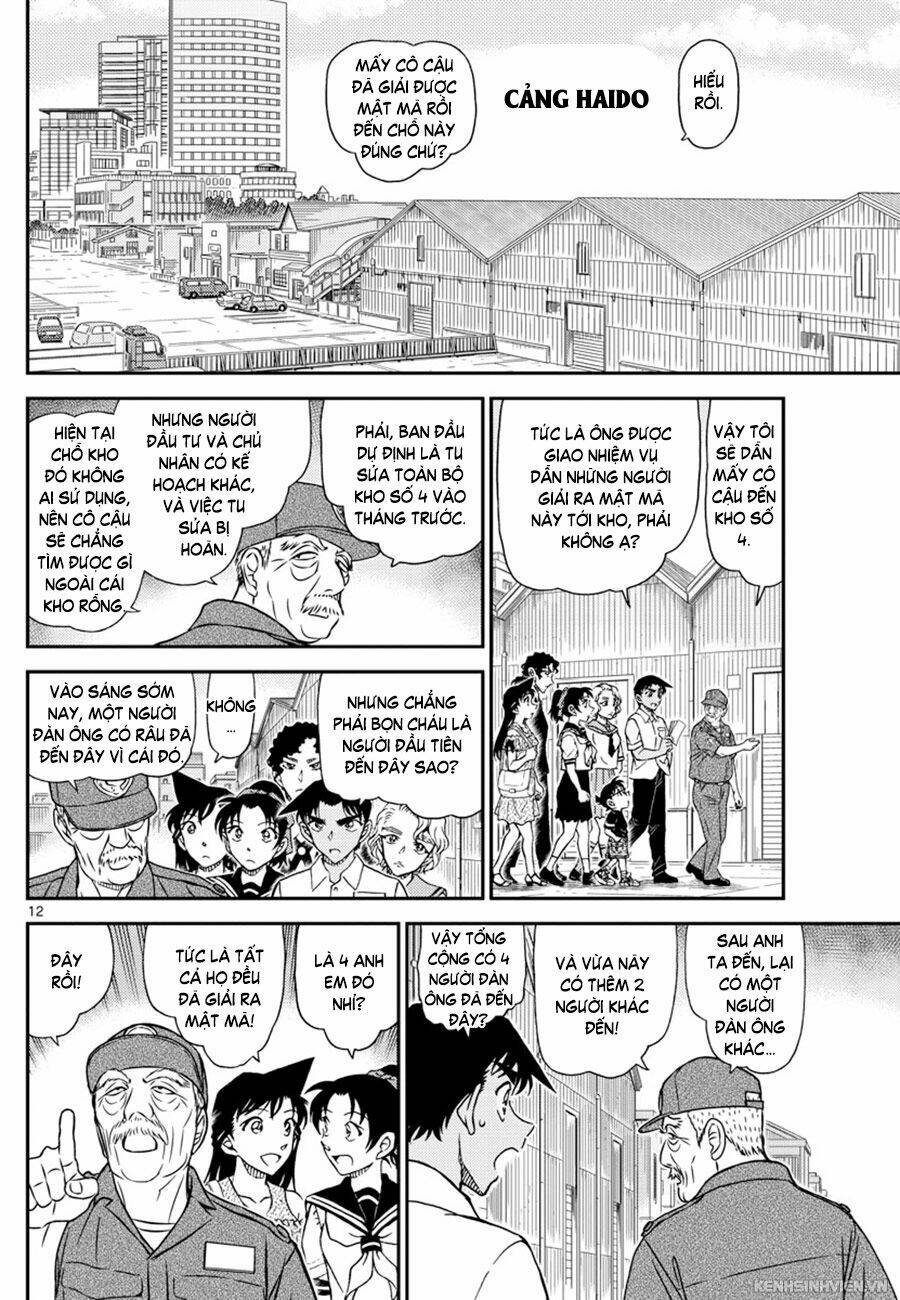 HIỂU
RỒI.
CẢNG HAIDO
MẤY CÔ CẬU
ĐÃ GIẢI ĐƯỢC
MẬT MÃ RỒI
ĐẾN CHỖ NÀY
ĐÚNG CHỨ?
VẬY TÔI
SẼ DẪN
MẤY CÔ
CẬU ĐẾN
KHO SỐ
4.
TỨC LÀ ÔNG ĐƯỢC
GIAO NHIỆM VỤ
DẪN NHỮNG NGƯỜI
GIẢI RA MẬT MÃ
NÀY TỚI KHO, PHẢI
KHÔNG Ạ?
PHẢI, BAN ĐẦU
DỰ ĐỊNH LÀ TU
SỬA TOÀN BỘ
KHO SỐ 4 VÀO
THÁNG TRƯỚC.
NHƯNG NGƯỜI
ĐẦU TƯ VÀ CHỦ
NHÂN CÓ KẾ
HOẠCH KHÁC,
VÀ VIỆC TU
SỬA BỊ
HOÃN.
HIỆN TẠI
CHỖ KHO
ĐÓ KHÔNG
AI SỬ DỤNG,
NÊN CÔ CẬU
SẼ CHẲNG
TÌM ĐƯỢC GÌ
NGOÀI CÁI
KHO RỖNG.
NHƯNG CHẲNG
PHẢI BỌN CHÁU LÀ
NGƯỜI ĐẦU TIÊN
ĐẾN ĐÂY SAO?
KHÔNG
...
VÀO SÁNG SỚM
NAY, MỘT NGƯỜI
ĐÀN ÔNG CÓ RÂU ĐÃ
ĐẾN ĐÂY VÌ CÁI ĐÓ.
12
SAU ANH
TA ĐẾN, LẠI
CÓ MỘT
NGƯỜI
ĐÀN ÔNG
KHÁC...
VÀ VỪA NÃY
CÓ THÊM 2
NGƯỜI KHÁC
ĐẾN!
VẬY TỔNG
CỘNG CÓ 4
NGƯỜI ĐÀN
ÔNG ĐÃ ĐẾN
ĐÂY?
LÀ 4 ANH
EM ĐÓ
NHỈ?
TỨC LÀ TẤT
CẢ HỌ ĐỀU
ĐÃ GIẢI RA
MẬT MÃ!
ĐÂY
RỒI!
KENHSINHVIEN.VN